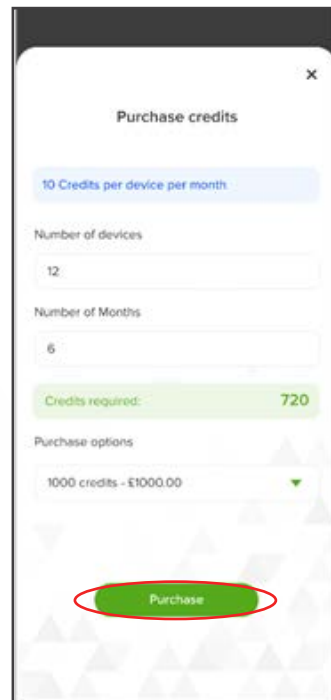 ×
Purchase credits
10 Credits per device per month
Number of devices
12
Number of Months
6
Credits required: 720
Purchase options
1000 credits - £1000.00
Purchase